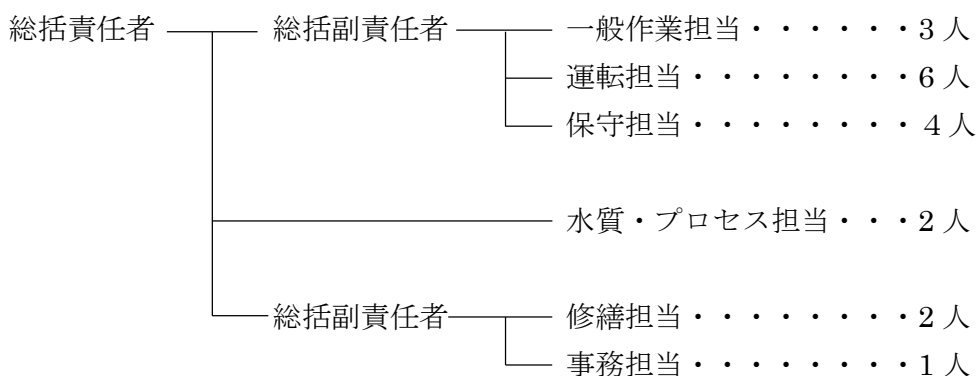 総括責任者 総括副責任者 一般作業担当・・・・・・3人
運転担当・・・・・・・・6人
保守担当・・・・・・・・4人
水質・プロセス担当・・・2人
総括副責任者 修繕担当・・・・・・・・2人
事務担当・・・・・・・・1人